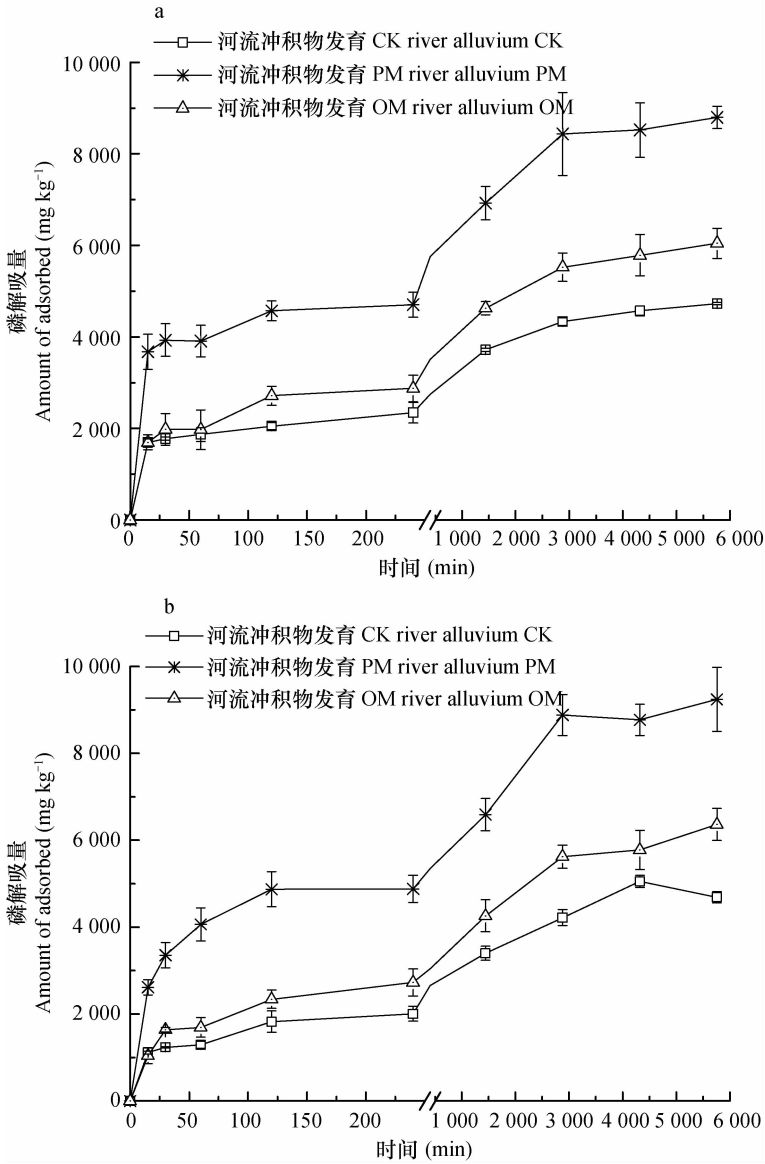 a
河流冲积物发育 CK river alluvium CK
河流冲积物发育 PM river alluvium PM
河流冲积物发育 OM river alluvium OM
10 000
8 000
6 000
4 000
2 000
0
磷解吸量
Amount of adsorbed (mg kg⁻¹)
0 50 100 150 200 1 000 2 000 3 000 4 000 5 000 6 000
时间 (min)
b
河流冲积物发育 CK river alluvium CK
河流冲积物发育 PM river alluvium PM
河流冲积物发育 OM river alluvium OM
10 000
8 000
6 000
4 000
2 000
0
磷解吸量
Amount of adsorbed (mg kg⁻¹)
0 50 100 150 200 1 000 2 000 3 000 4 000 5 000 6 000
时间 (min)